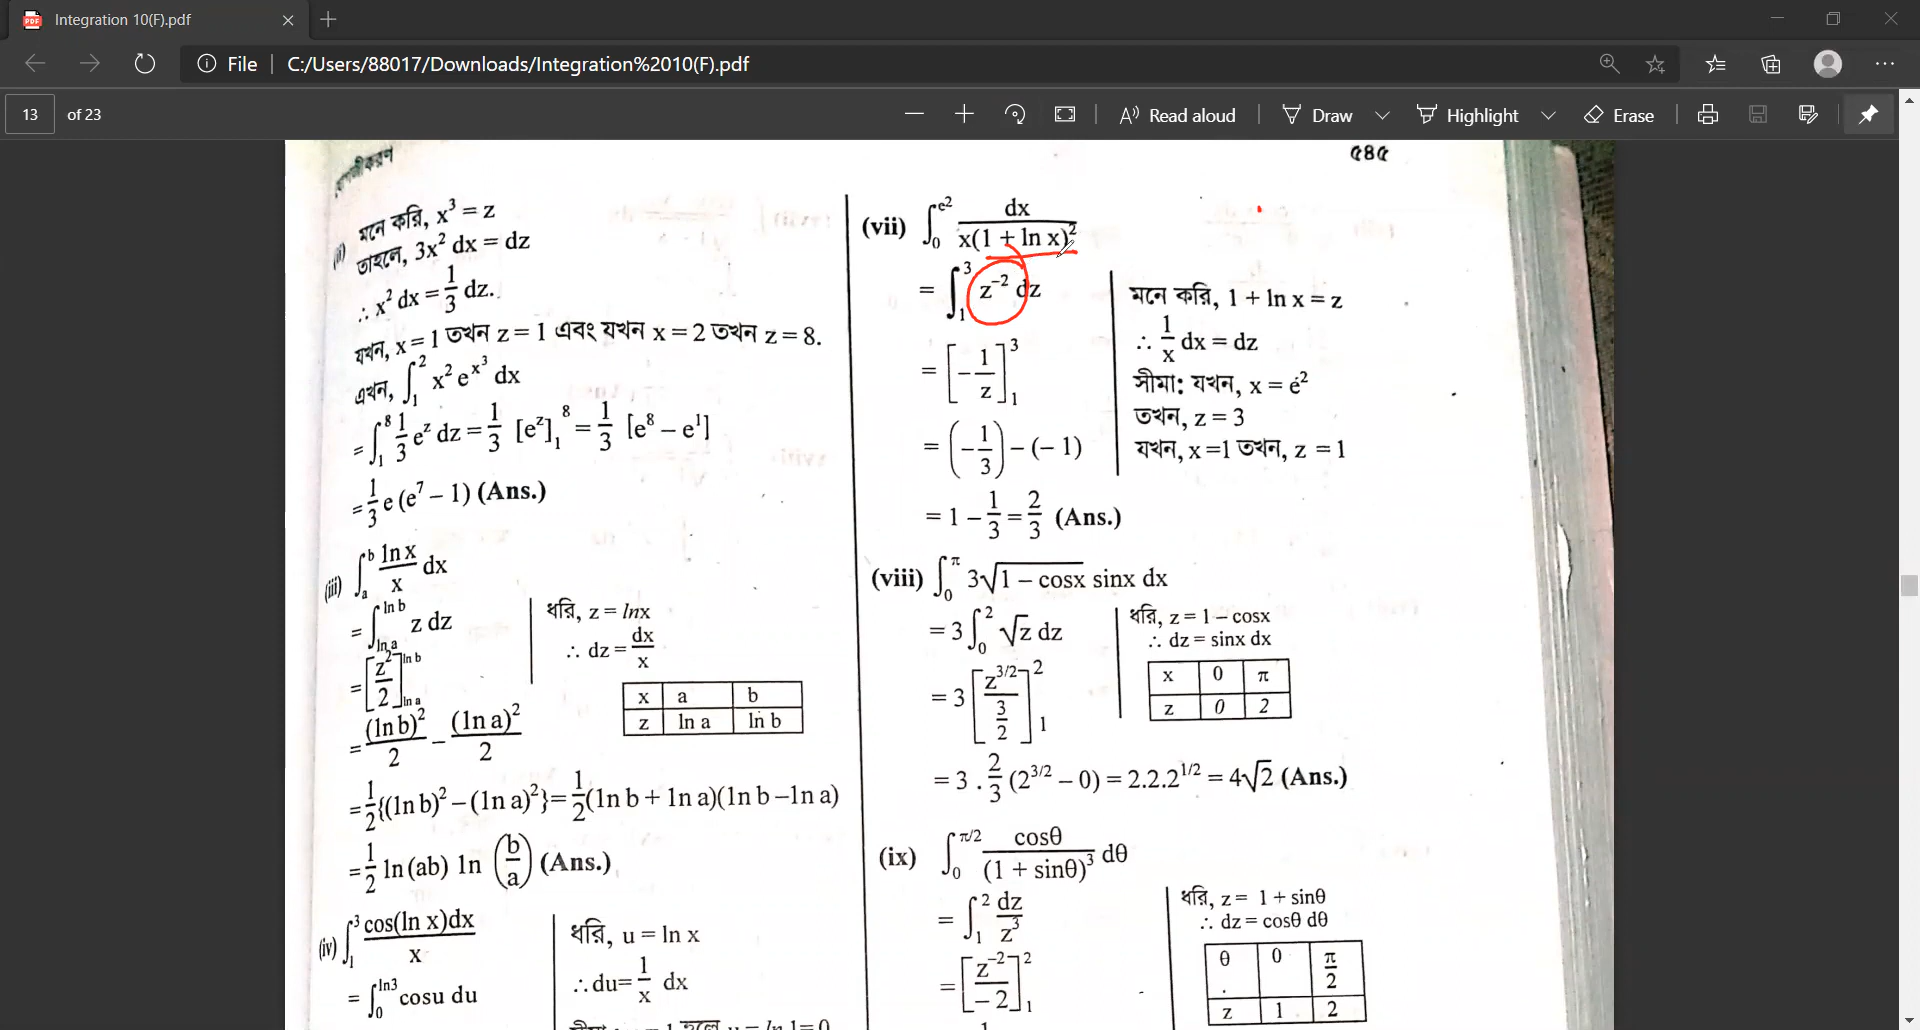 Integration 10(F).pdf
File | C:/Users/88017/Downloads/Integration%2010(F).pdf
13 of 23
Read aloud
Draw
Highlight
Erase
৫৪৫
মনে করি, x³ = z
(ii) তাহলে, 3x² dx = dz
∴ x² dx = 1/3 dz.
যখন, x = 1 তখন z = 1 এবং যখন x = 2 তখন z = 8.
এখন, ∫₁² x² e^x³ dx
= ∫₁⁸ 1/3 e^z dz = 1/3 [e^z]₁⁸ = 1/3 [e⁸ – e¹]
= 1/3 e (e⁷ – 1) (Ans.)
(iii) ∫ₐᵇ ln x/x dx
= ∫_{ln a}^{ln b} z dz
ধরি, z = lnx
∴ dz = dx/x
= [z²/2]_{ln a}^{ln b}
x a b
z ln a ln b
= (ln b)²/2 – (ln a)²/2
= 1/2{(ln b)² – (ln a)²} = 1/2(ln b + ln a)(ln b – ln a)
= 1/2 ln (ab) ln (b/a) (Ans.)
(iv) ∫₁³ cos(ln x)dx/x
= ∫₀^{ln3} cosu du
ধরি, u = ln x
∴ du = 1/x dx
(vii) ∫₀^{e²} dx/x(1 + ln x)²
= ∫₁³ z⁻² dz
= [–1/z]₁³
= (–1/3) – (– 1)
= 1 – 1/3 = 2/3 (Ans.)
মনে করি, 1 + ln x = z
∴ 1/x dx = dz
সীমা: যখন, x = e²
তখন, z = 3
যখন, x =1 তখন, z = 1
(viii) ∫₀^π 3√(1 – cosx) sinx dx
= 3∫₀² √z dz
= 3[z^{3/2}/(3/2)]₁²
ধরি, z = 1 – cosx
∴ dz = sinx dx
x 0 π
z 0 2
= 3 . 2/3 (2^{3/2} – 0) = 2.2.2^{1/2} = 4√2 (Ans.)
(ix) ∫₀^{π/2} cosθ/(1 + sinθ)³ dθ
= ∫₁² dz/z³
= [z⁻²/–2]₁²
ধরি, z = 1 + sinθ
∴ dz = cosθ dθ
θ 0 π/2
z 1 2